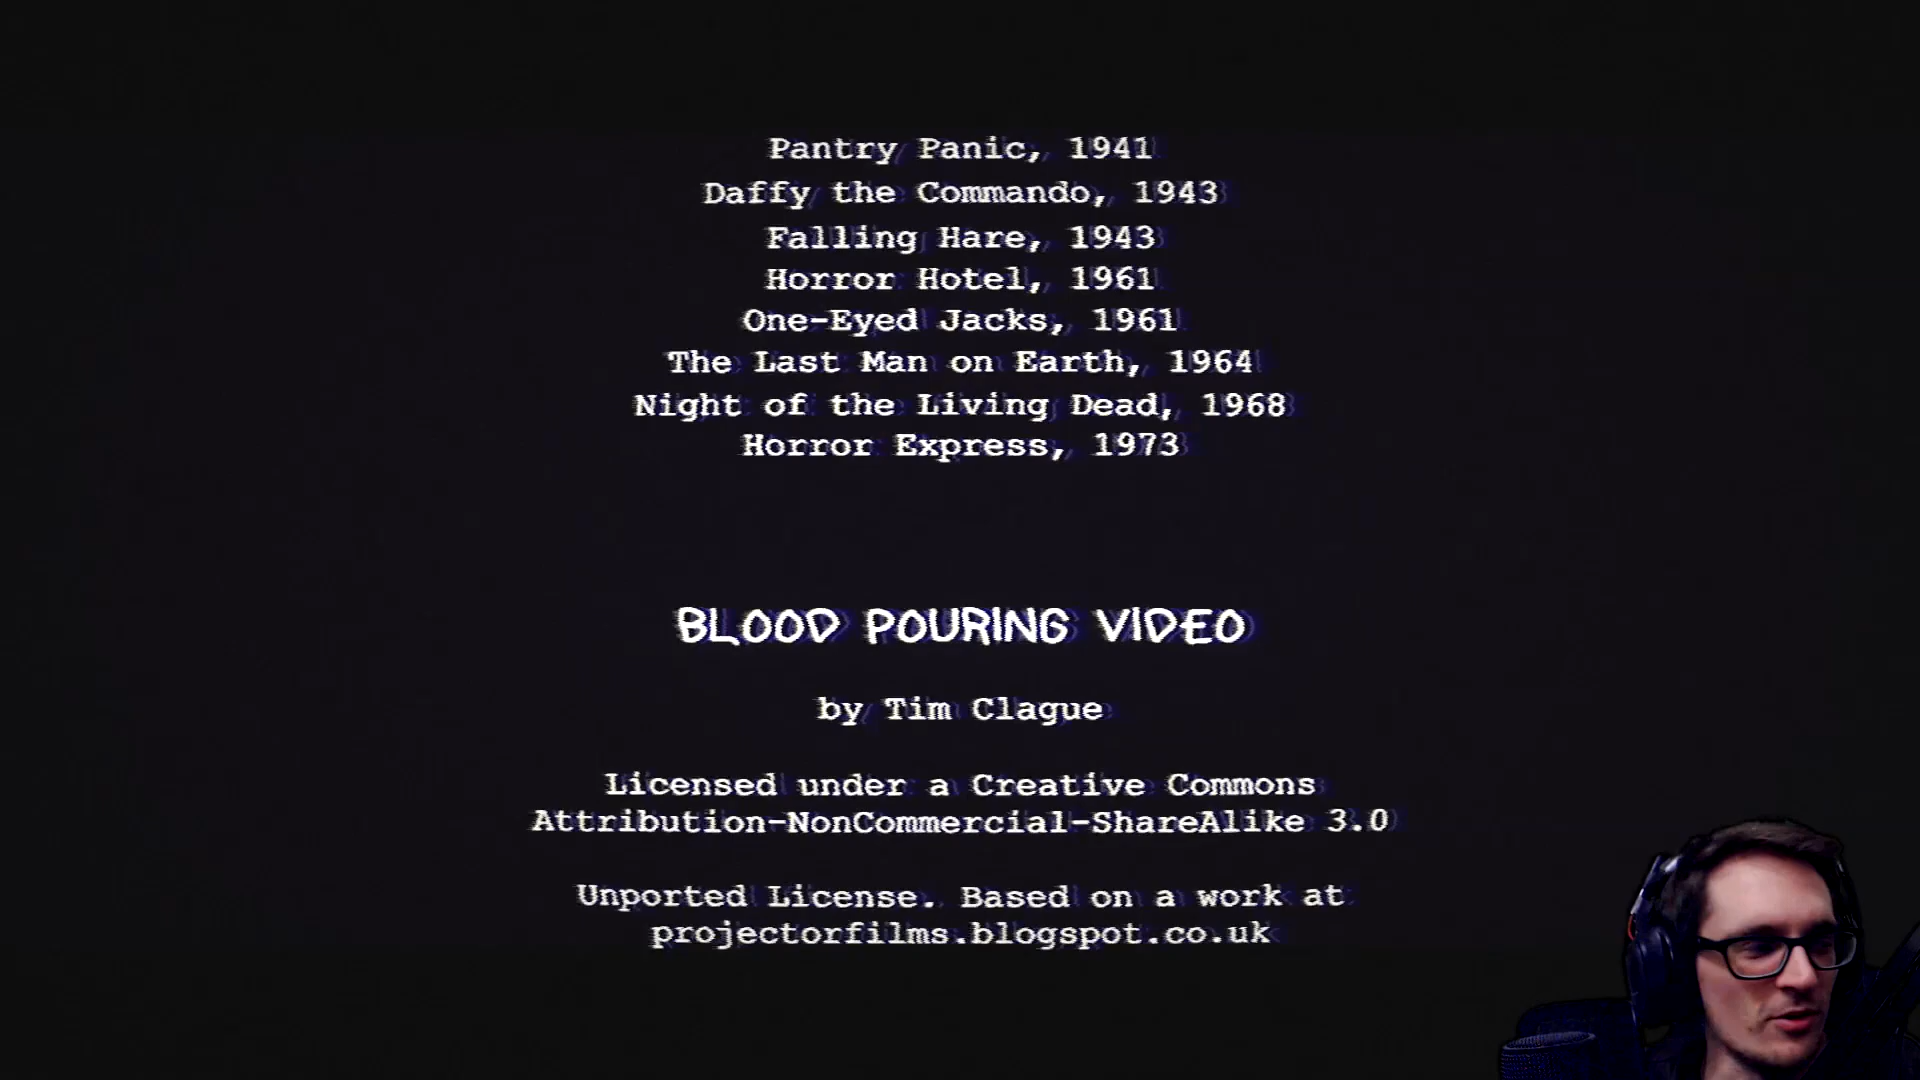 Pantry Panic, 1941
Daffy the Commando, 1943
Falling Hare, 1943
Horror Hotel, 1961
One-Eyed Jacks, 1961
The Last Man on Earth, 1964
Night of the Living Dead, 1968
Horror Express, 1973
BLOOD POURING VIDEO
by Tim Clague
Licensed under a Creative Commons
Attribution-NonCommercial-ShareAlike 3.0
Unported License. Based on a work at
projectorfilms.blogspot.co.uk